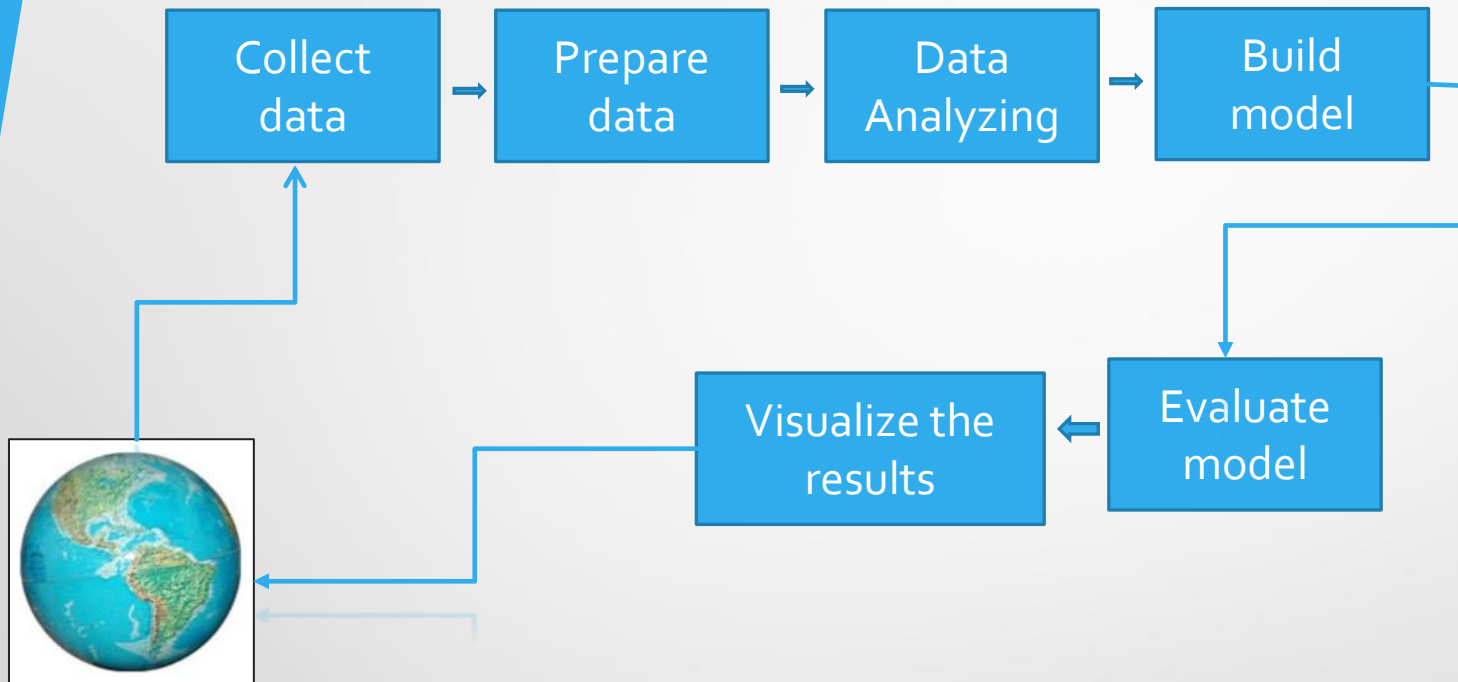 Collect
data
Prepare
data
Data
Analyzing
Build
model
Evaluate
model
Visualize the
results